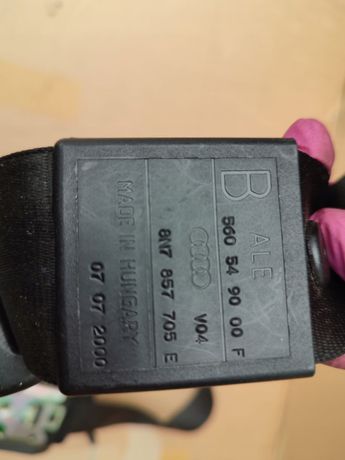 B ALE
560 54 90 00 F
V04
8N7 857 705 E
MADE IN HUNGARY
07 07 2000